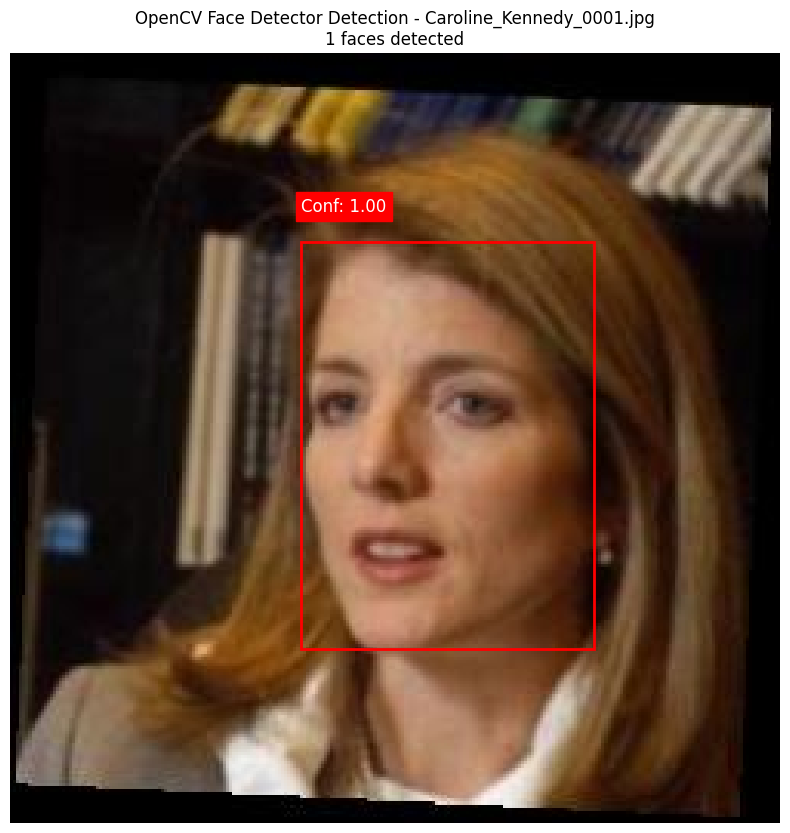 OpenCV Face Detector Detection - Caroline_Kennedy_0001.jpg
1 faces detected
Conf: 1.00